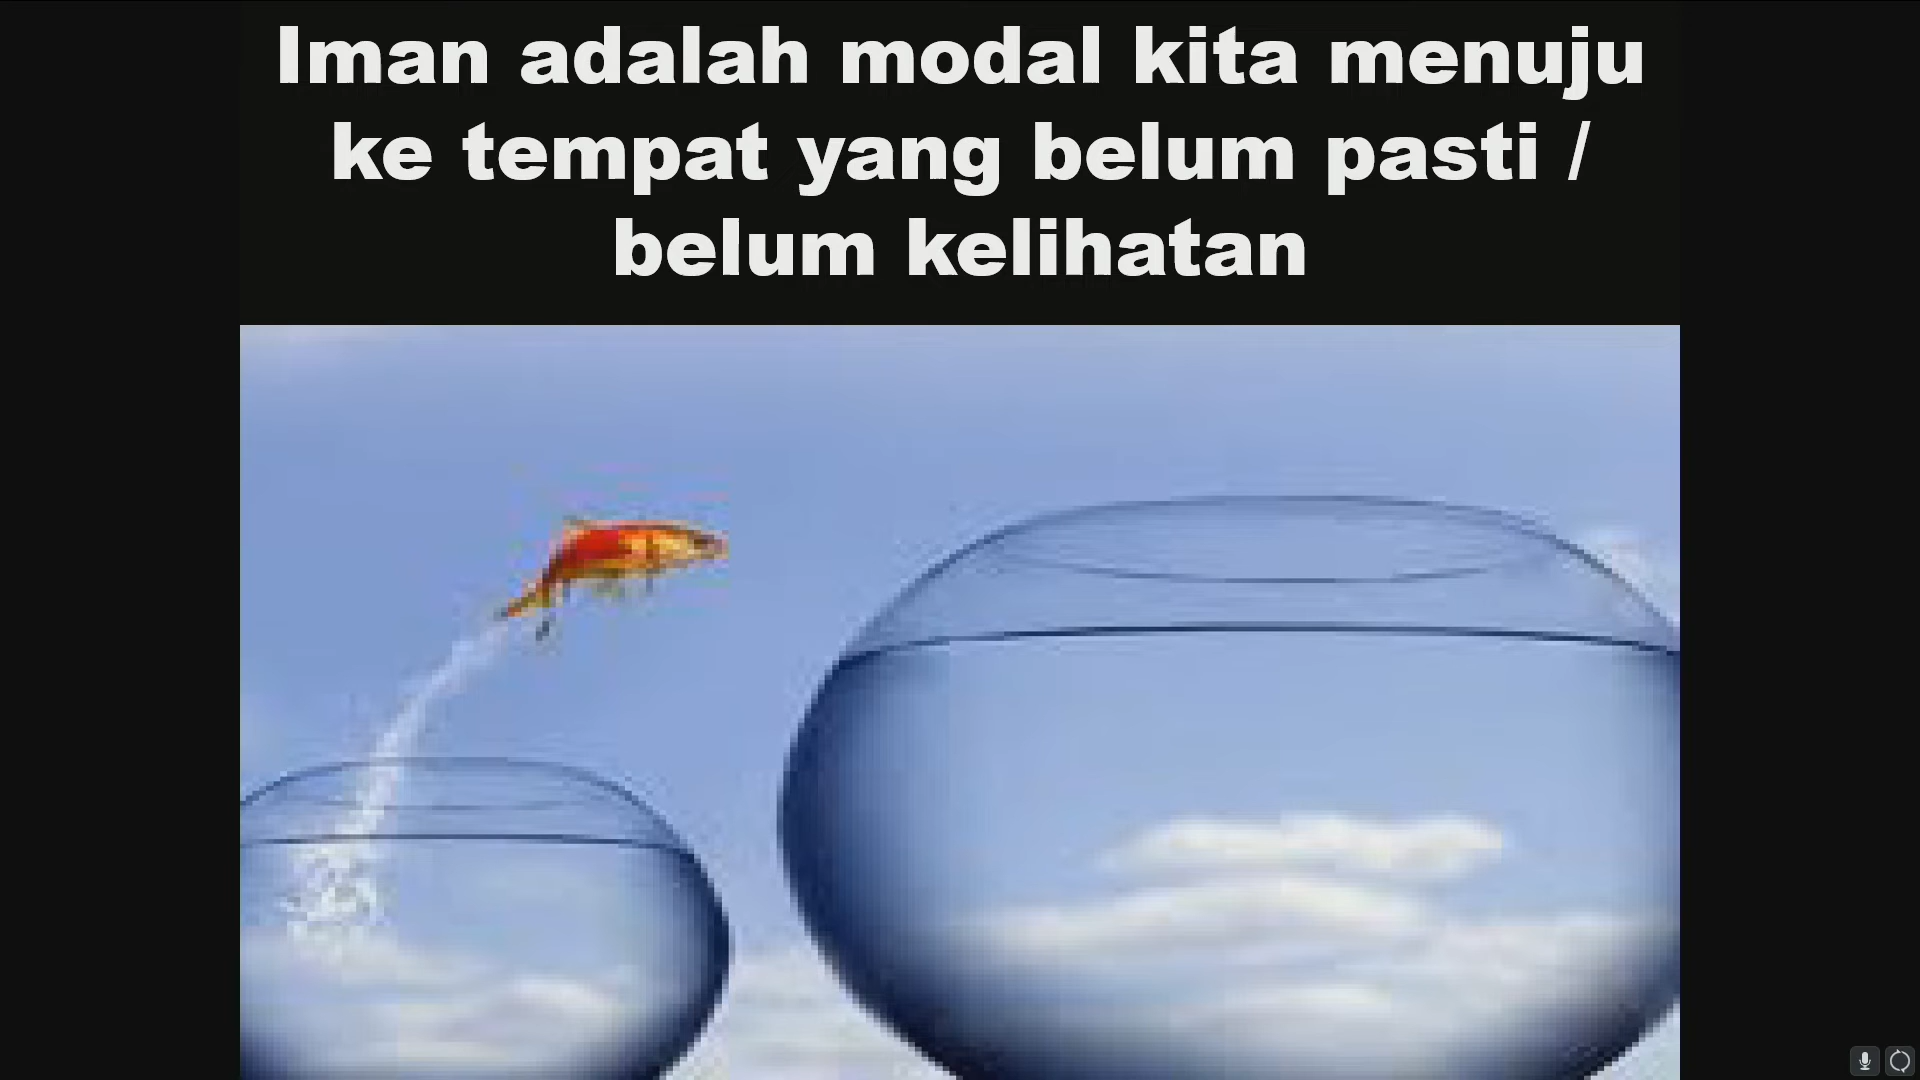 Iman adalah modal kita menuju
ke tempat yang belum pasti /
belum kelihatan